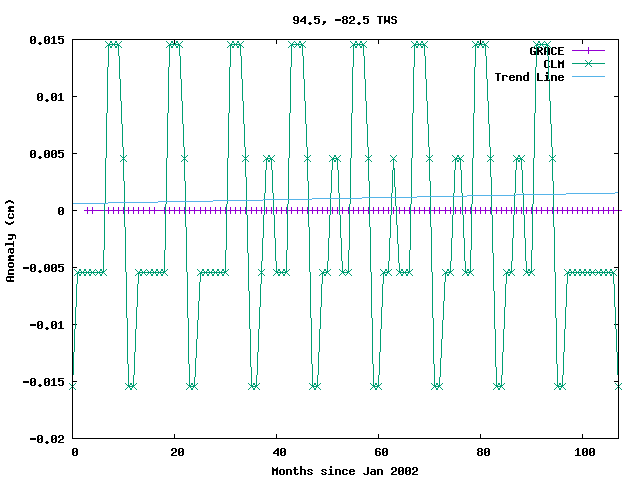 94.5, -82.5 TWS
GRACE
CLM
Trend Line
0.015
0.01
0.005
0
-0.005
-0.01
-0.015
-0.02
Anomaly (cm)
0 20 40 60 80 100
Months since Jan 2002